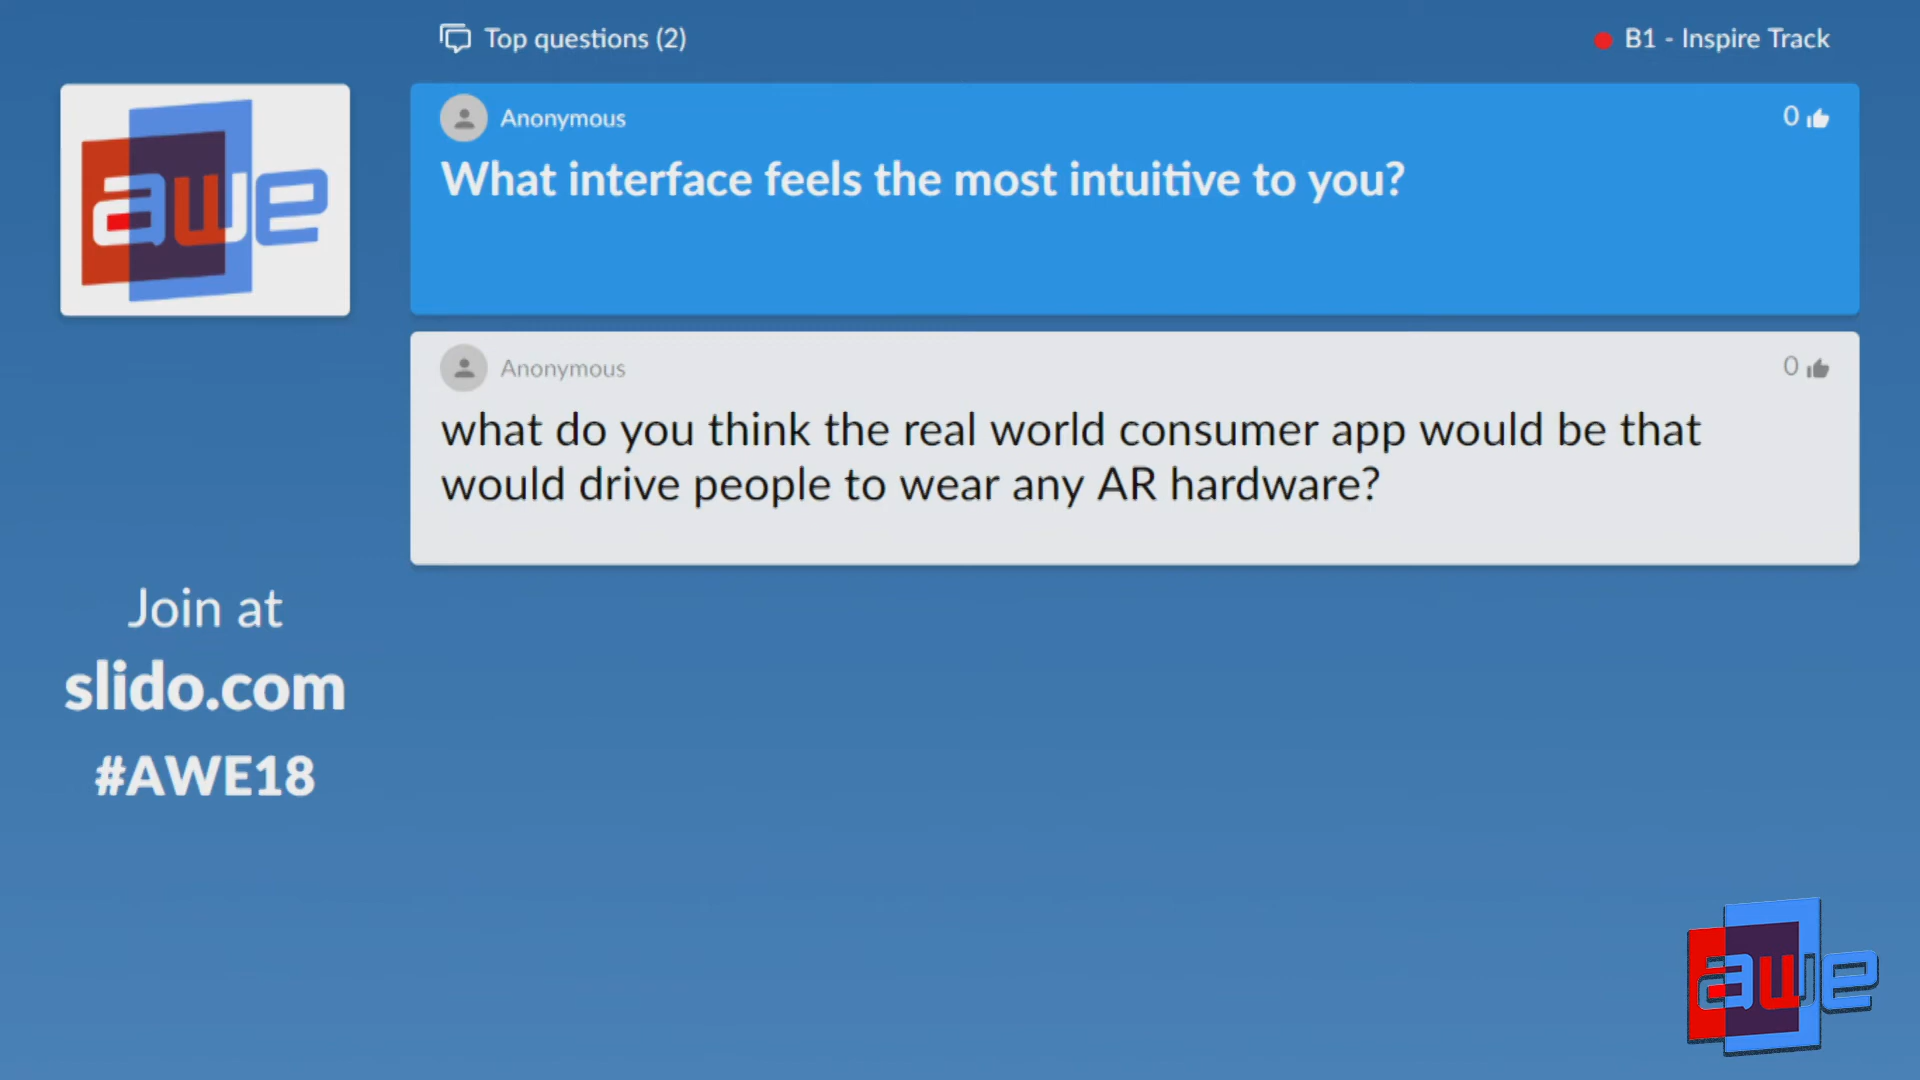 Top questions (2)
B1 - Inspire Track
awe
Anonymous
0
What interface feels the most intuitive to you?
Anonymous
0
what do you think the real world consumer app would be that
would drive people to wear any AR hardware?
Join at
slido.com
#AWE18
awe